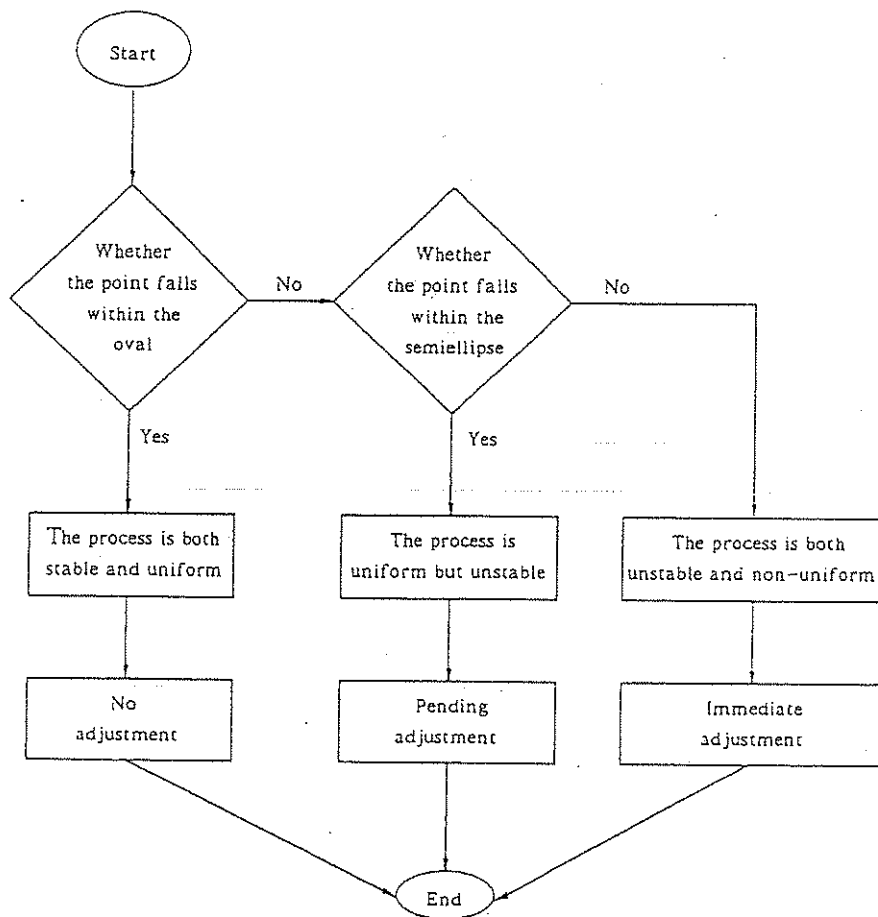 Start
Whether
the point falls
within the
oval
No
Whether
the point falls
within the
semiellipse
No
Yes
Yes
The process is both
stable and uniform
The process is
uniform but unstable
The process is both
unstable and non-uniform
No
adjustment
Pending
adjustment
Immediate
adjustment
End